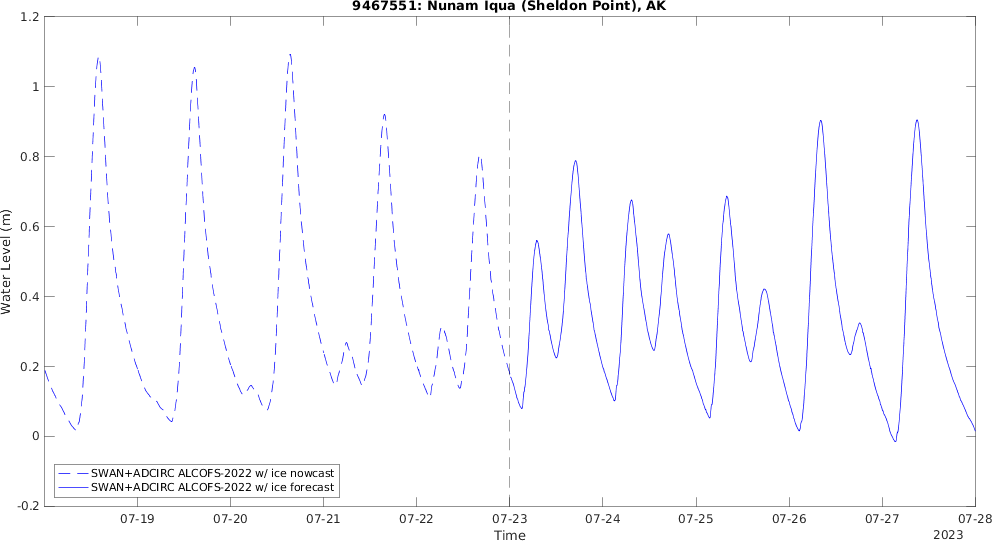 9467551: Nunam Iqua (Sheldon Point), AK
1.2
1
0.8
0.6
0.4
0.2
0
-0.2
Water Level (m)
SWAN+ADCIRC ALCOFS-2022 w/ ice nowcast
SWAN+ADCIRC ALCOFS-2022 w/ ice forecast
07-19 07-20 07-21 07-22 07-23 07-24 07-25 07-26 07-27 07-28
Time
2023